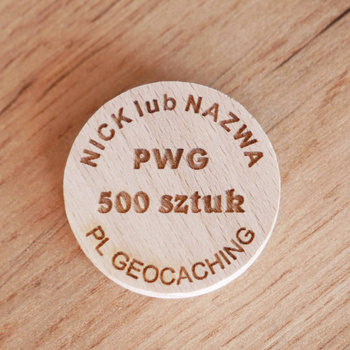 NICK lub NAZWA
PWG
500 sztuk
PL GEOCACHING